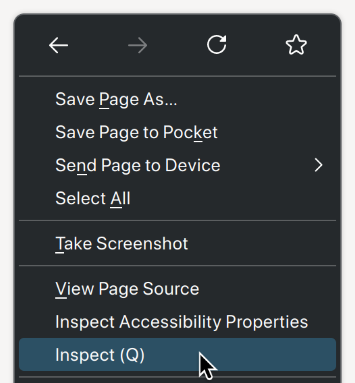 Save Page As...
Save Page to Pocket
Send Page to Device
Select All
Take Screenshot
View Page Source
Inspect Accessibility Properties
Inspect (Q)